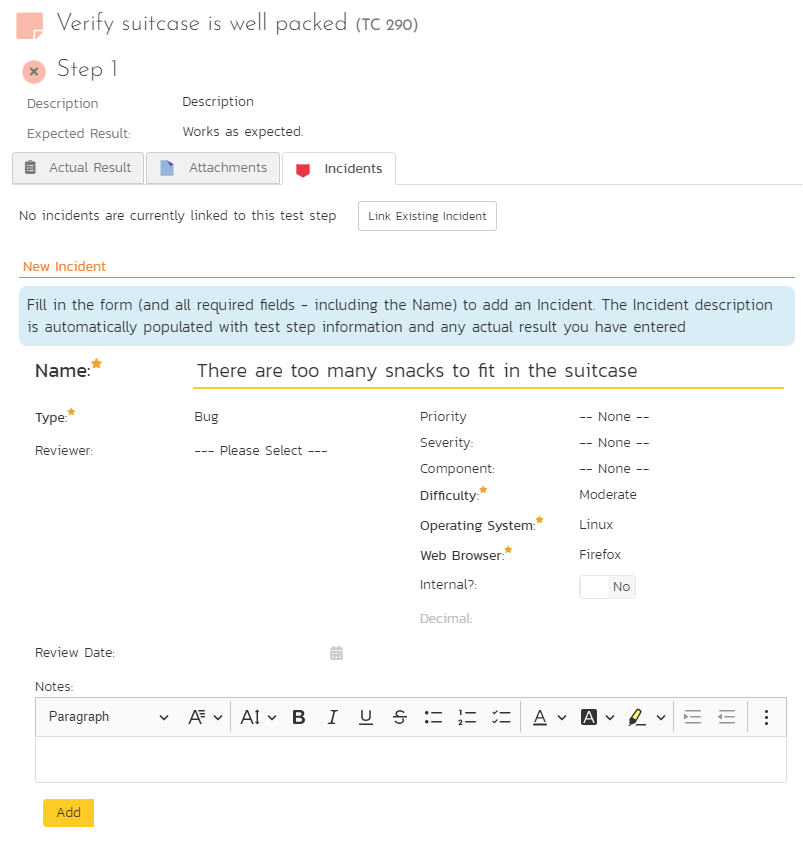 Verify suitcase is well packed (TC 290)
Step 1
Description Description
Expected Result: Works as expected.
Actual Result Attachments Incidents
No incidents are currently linked to this test step Link Existing Incident
New Incident
Fill in the form (and all required fields - including the Name) to add an Incident. The Incident description
is automatically populated with test step information and any actual result you have entered
Name: There are too many snacks to fit in the suitcase
Type: Bug
Reviewer: --- Please Select ---
Priority -- None --
Severity: -- None --
Component: -- None --
Difficulty: Moderate
Operating System: Linux
Web Browser: Firefox
Internal?: No
Decimal:
Review Date:
Notes:
Paragraph
Add